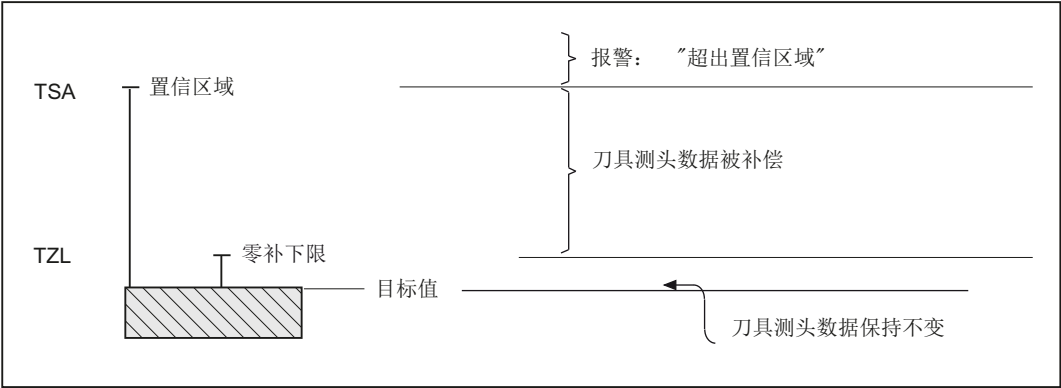 报警： "超出置信区域"
TSA
置信区域
刀具测头数据被补偿
TZL
零补下限
目标值
刀具测头数据保持不变